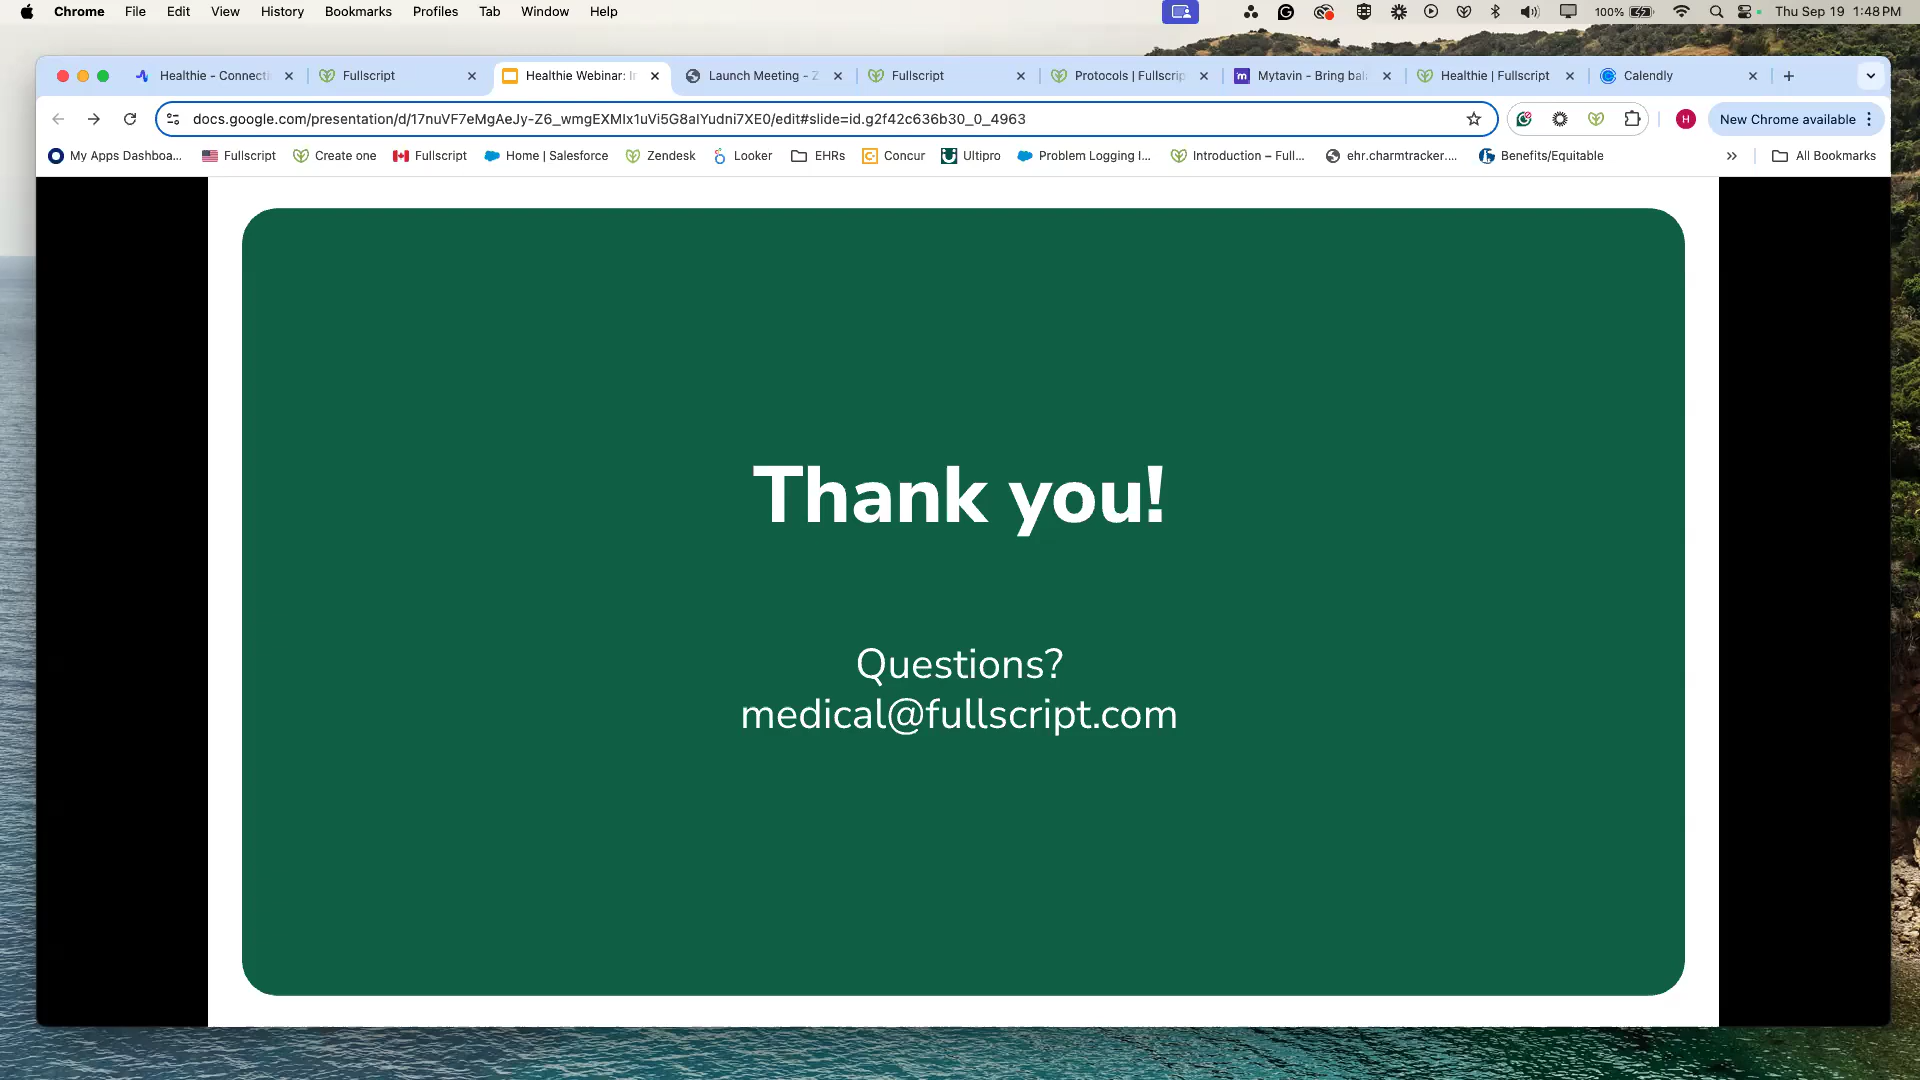 Chrome File Edit View History Bookmarks Profiles Tab Window Help 100% Thu Sep 19 1:48 PM
Healthie - Connecti Fullscript Healthie Webinar: Launch Meeting - Z Fullscript Protocols | Fullscrip Mytavin - Bring bal Healthie | Fullscript Calendly
docs.google.com/presentation/d/17nuVF7eMgAeJy-Z6_wmgEXMIx1uVi5G8alYudni7XE0/edit#slide=id.g2f42c636b30_0_4963 H New Chrome available
My Apps Dashboa... Fullscript Create one Fullscript Home | Salesforce Zendesk Looker EHRs Concur Ultipro Problem Logging I... Introduction – Full... ehr.charmtracker.... Benefits/Equitable All Bookmarks
Thank you!
Questions?
medical@fullscript.com